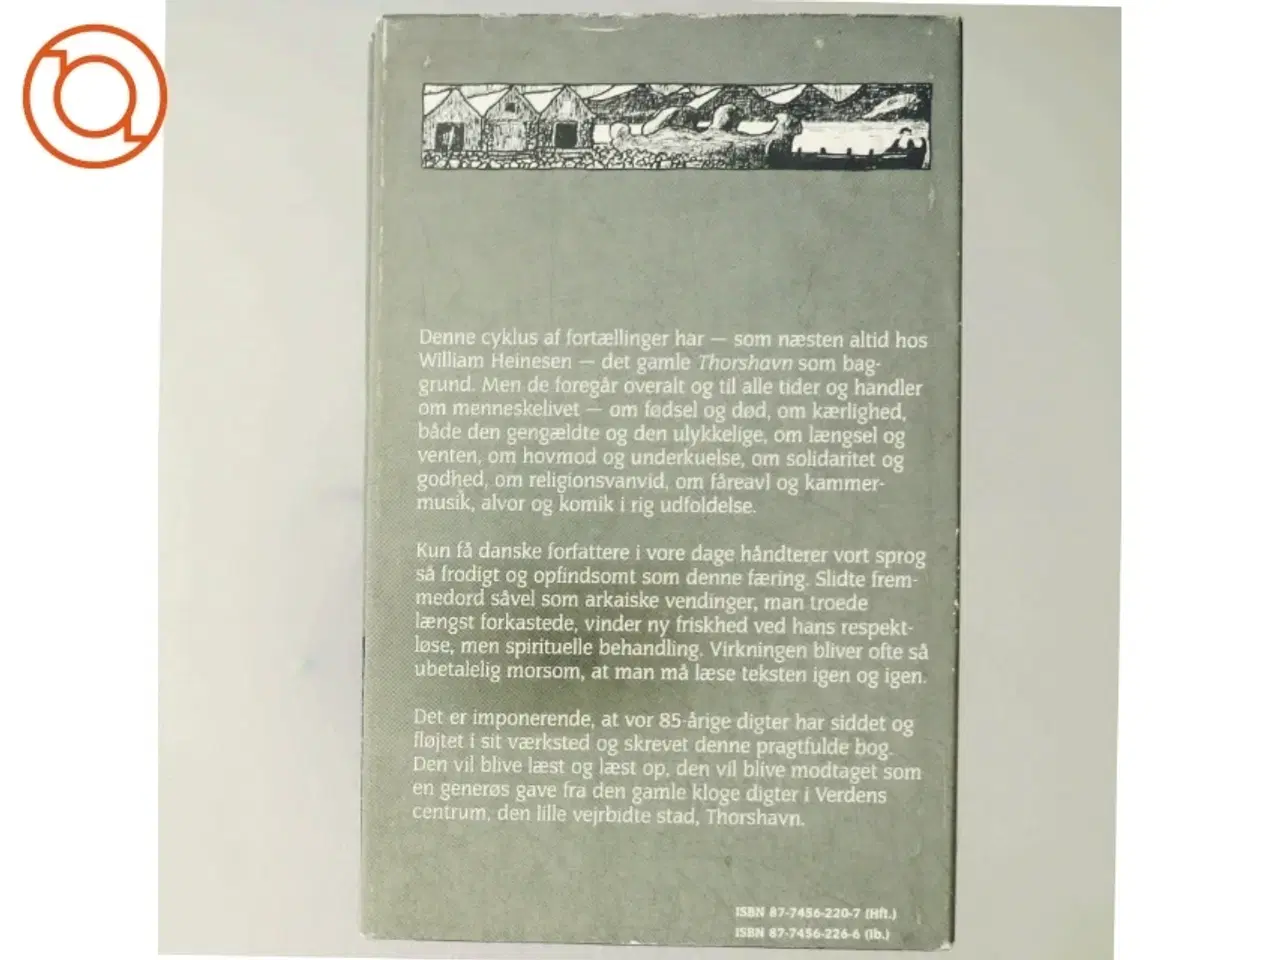 Denne cyklus af fortællinger har — som næsten altid hos
William Heinesen — det gamle Thorshavn som bag-
grund. Men de foregår overalt og til alle tider og handler
om menneskelivet — om fødsel og død, om kærlighed,
både den gengældte og den ulykkelige, om længsel og
venten, om hovmod og underkuelse, om solidaritet og
godhed, om religionsvanvid, om fåreavl og kammer-
musik, alvor og komik i rig udfoldelse.
Kun få danske forfattere i vore dage håndterer vort sprog
så frodigt og opfindsomt som denne færing. Slidte frem-
medord såvel som arkaiske vendinger, man troede
længst forkastede, vinder ny friskhed ved hans respekt-
løse, men spirituelle behandling. Virkningen bliver ofte så
ubetalelig morsom, at man må læse teksten igen og igen.
Det er imponerende, at vor 85-årige digter har siddet og
fløjtet i sit værksted og skrevet denne pragtfulde bog.
Den vil blive læst og læst op, den vil blive modtaget som
en generøs gave fra den gamle kloge digter i Verdens
centrum, den lille vejrbidte stad, Thorshavn.
ISBN 87-7456-220-7 (Hft.)
ISBN 87-7456-226-6 (Ib.)